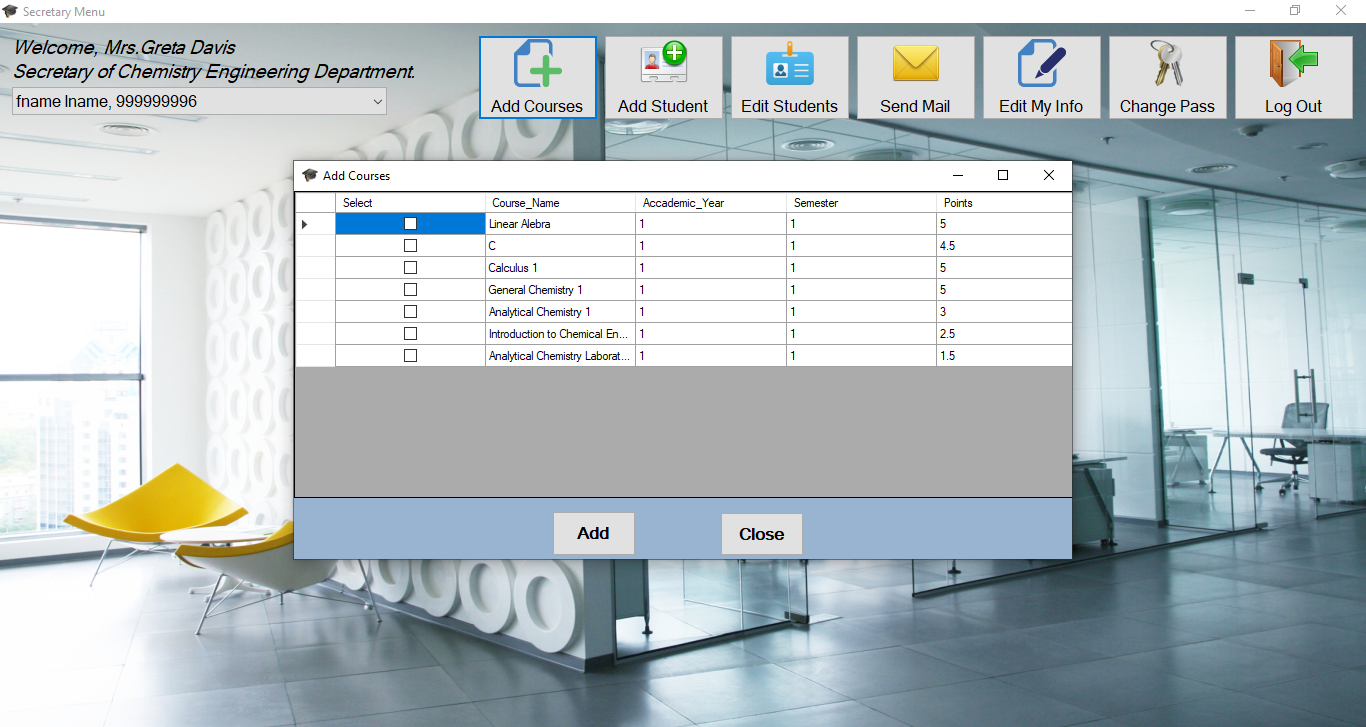 Secretary Menu
Welcome, Mrs.Greta Davis
Secretary of Chemistry Engineering Department.
fname lname, 999999996
Add Courses Add Student Edit Students Send Mail Edit My Info Change Pass Log Out
Add Courses
Select Course_Name Accademic_Year Semester Points
Linear Alebra 1 1 5
C 1 1 4.5
Calculus 1 1 1 5
General Chemistry 1 1 1 5
Analytical Chemistry 1 1 1 3
Introduction to Chemical En... 1 1 2.5
Analytical Chemistry Laborat... 1 1 1.5
Add Close